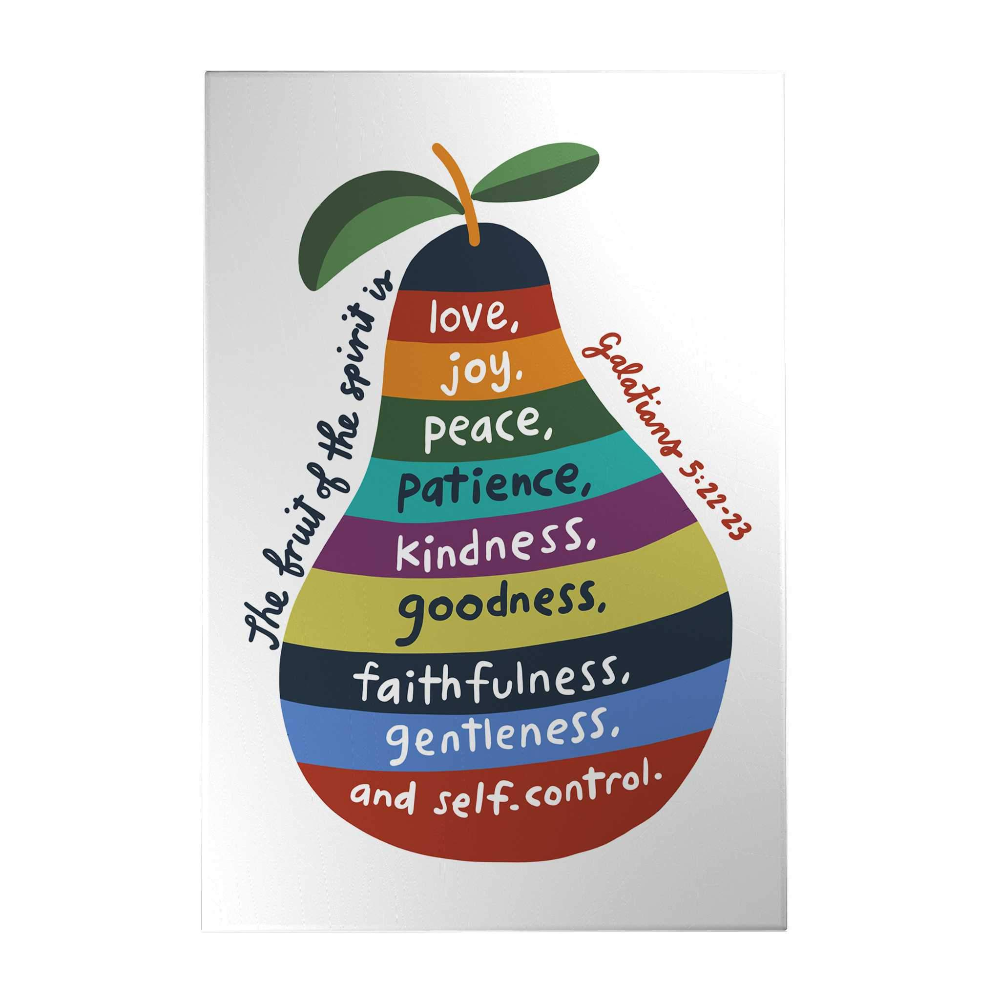 The fruit of the spirit is
love,
joy,
peace,
patience,
kindness,
goodness,
faithfulness,
gentleness,
and self-control.
Galatians 5:22-23